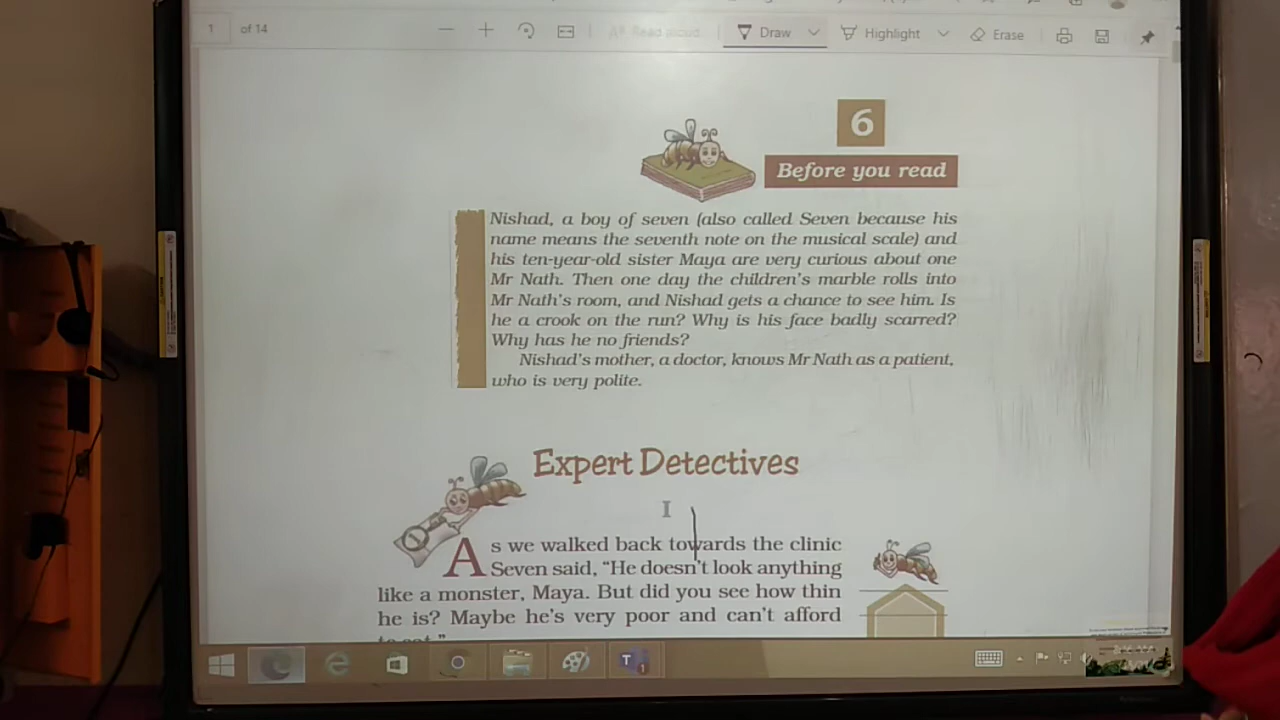 1 of 14 Read aloud Draw Highlight Erase
6
Before you read
Nishad, a boy of seven (also called Seven because his
name means the seventh note on the musical scale) and
his ten-year-old sister Maya are very curious about one
Mr Nath. Then one day the children's marble rolls into
Mr Nath's room, and Nishad gets a chance to see him. Is
he a crook on the run? Why is his face badly scarred?
Why has he no friends?
Nishad's mother, a doctor, knows Mr Nath as a patient,
who is very polite.
Expert Detectives
I
As we walked back towards the clinic
Seven said, “He doesn't look anything
like a monster, Maya. But did you see how thin
he is? Maybe he's very poor and can't afford
to eat.”